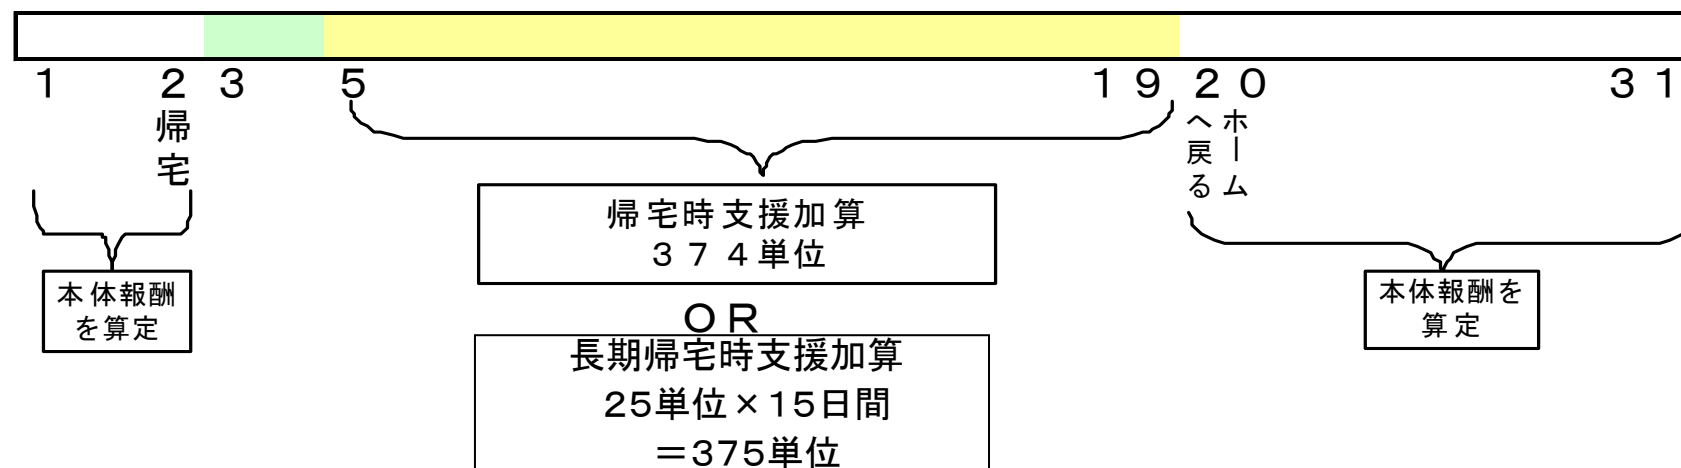 １ ２ ３ ５ １９ ２０ ３１
帰宅
ホーム
へ戻る
帰宅時支援加算
３７４単位
本体報酬
を算定
本体報酬を
算定
ＯＲ
長期帰宅時支援加算
25単位×15日間
＝375単位